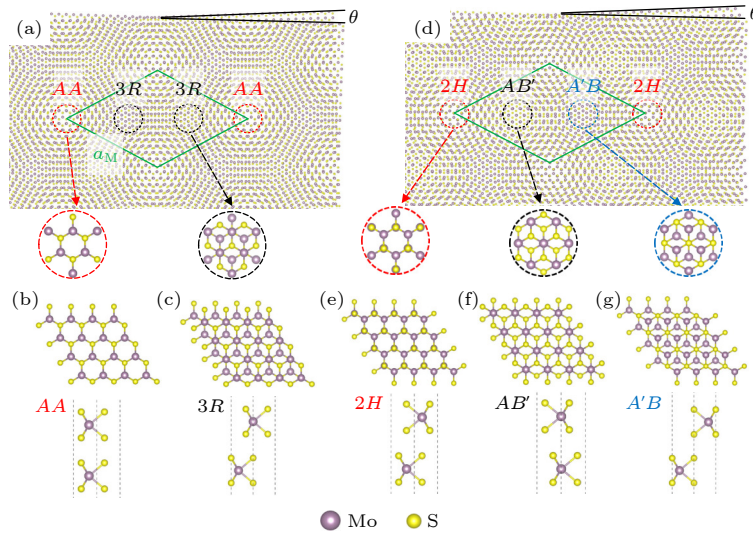 (a)
θ
AA
3R
3R
AA
a_M
(d)
θ
2H
AB′
A′B
2H
(b)
(c)
(e)
(f)
(g)
AA
3R
2H
AB′
A′B
Mo
S